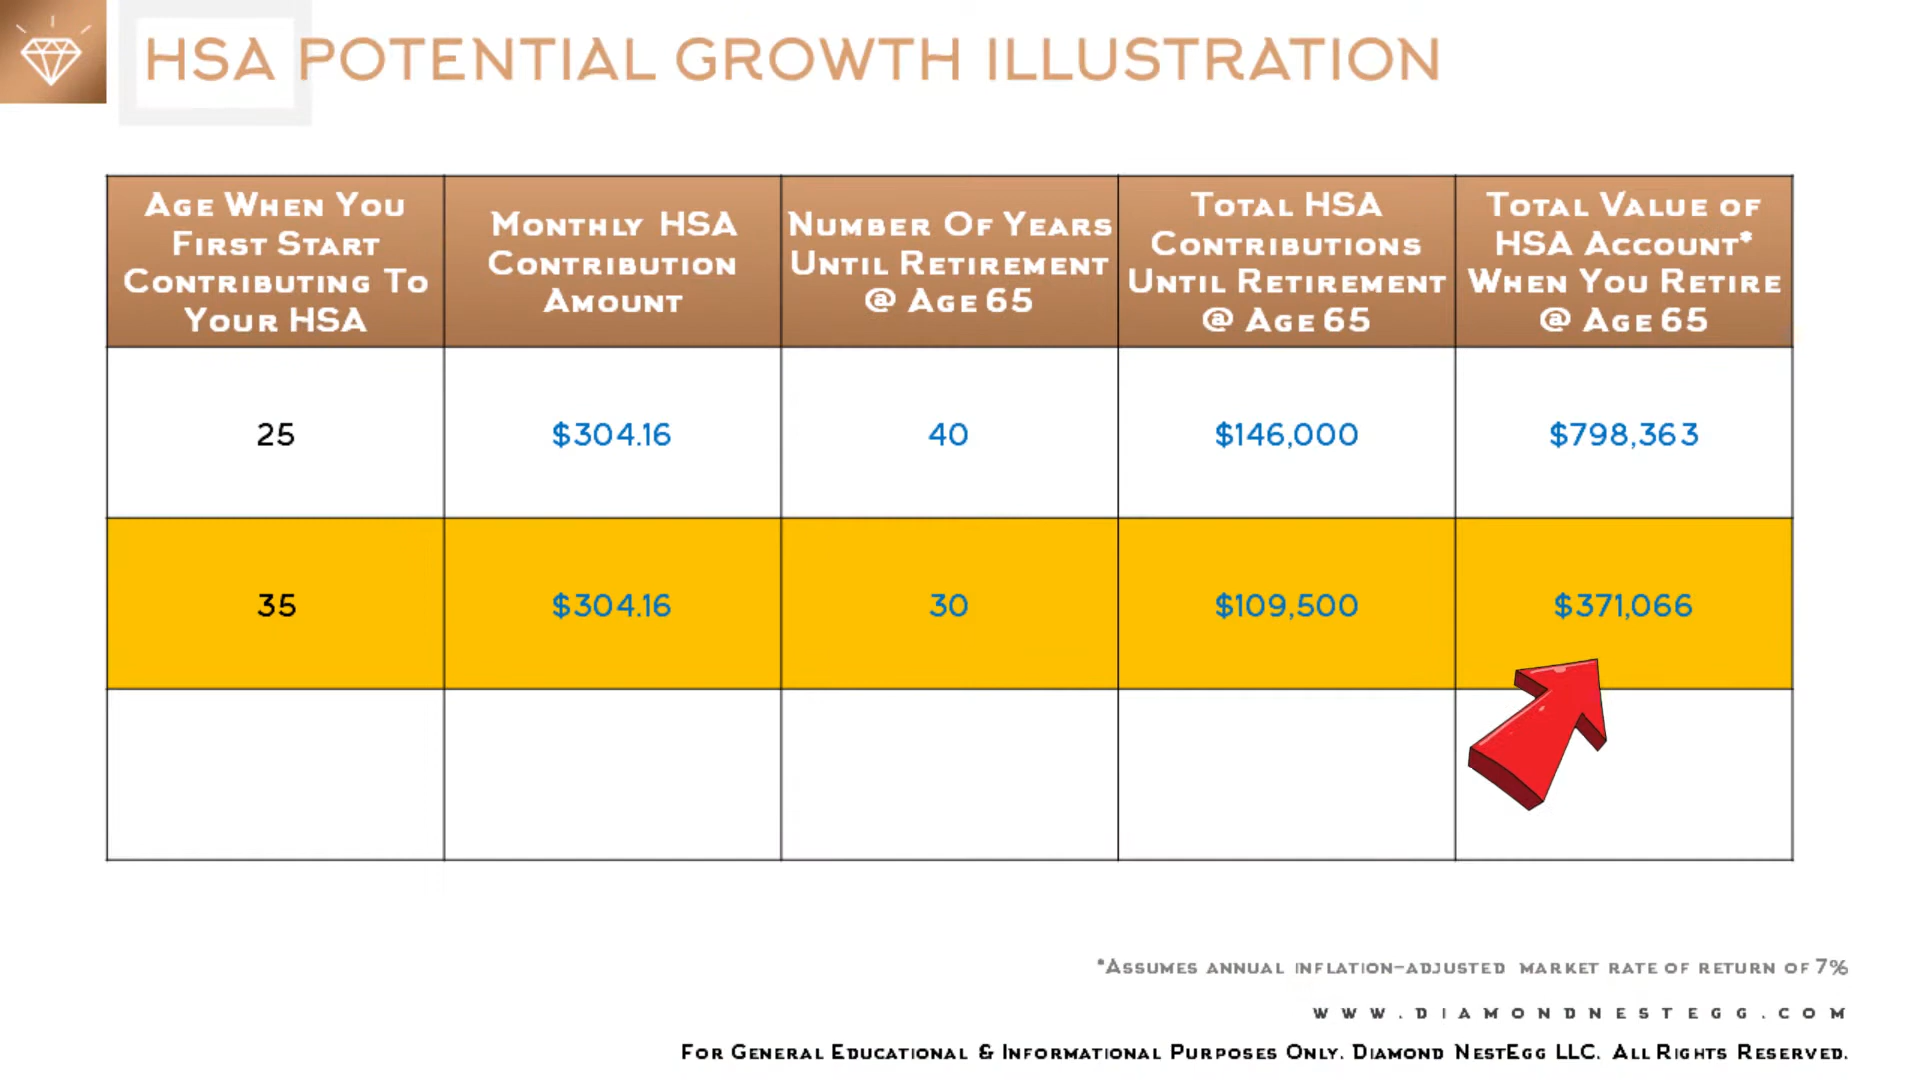 HSA POTENTIAL GROWTH ILLUSTRATION
AGE WHEN YOU
FIRST START
CONTRIBUTING TO
YOUR HSA
MONTHLY HSA
CONTRIBUTION
AMOUNT
NUMBER OF YEARS
UNTIL RETIREMENT
@ AGE 65
TOTAL HSA
CONTRIBUTIONS
UNTIL RETIREMENT
@ AGE 65
TOTAL VALUE OF
HSA ACCOUNT*
WHEN YOU RETIRE
@ AGE 65
25
$304.16
40
$146,000
$798,363
35
$304.16
30
$109,500
$371,066
*ASSUMES ANNUAL INFLATION-ADJUSTED MARKET RATE OF RETURN OF 7%
WWW.DIAMONDNESTEGG.COM
FOR GENERAL EDUCATIONAL & INFORMATIONAL PURPOSES ONLY. DIAMOND NESTEGG LLC. ALL RIGHTS RESERVED.